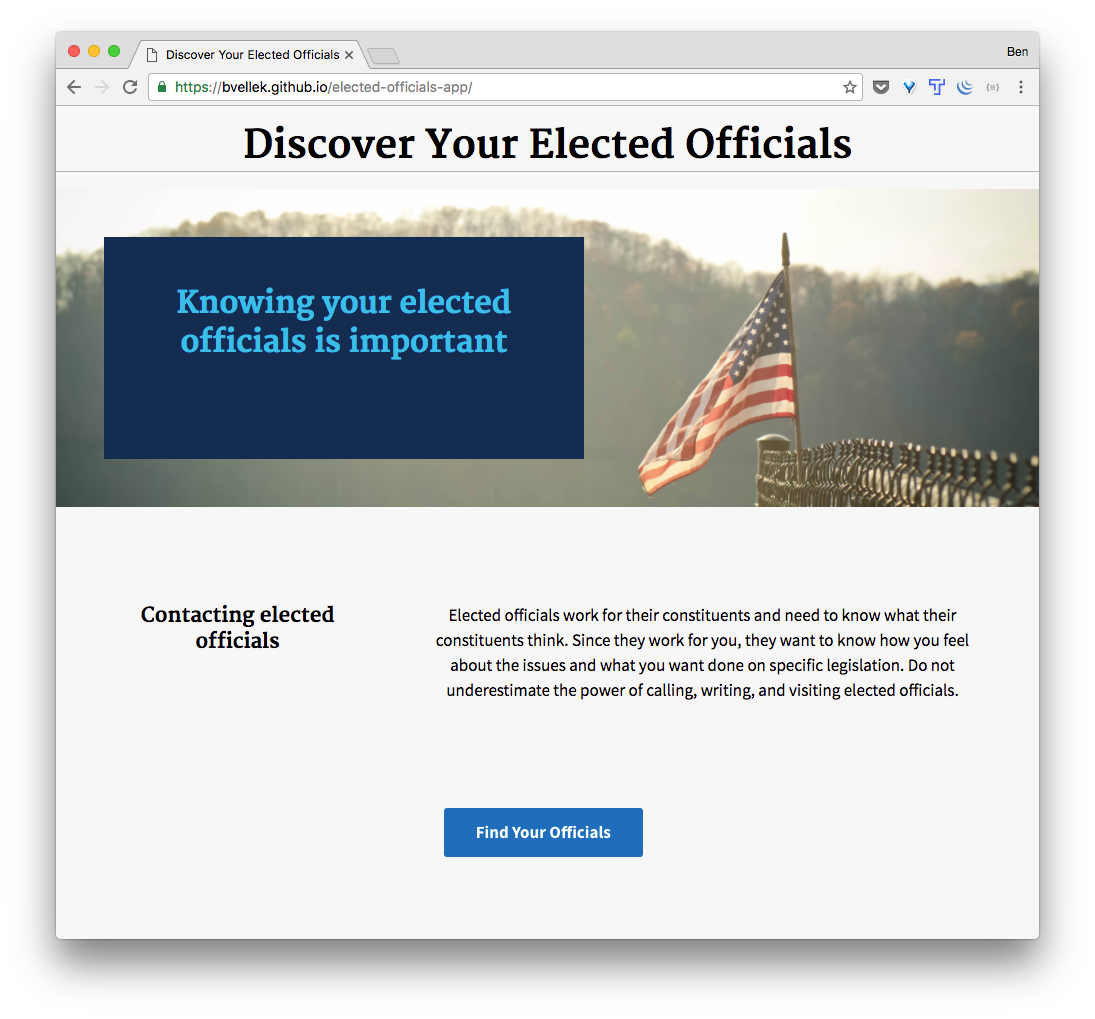 Discover Your Elected Officials
Ben
https://bvellek.github.io/elected-officials-app/
Discover Your Elected Officials
Knowing your elected
officials is important
Contacting elected
officials
Elected officials work for their constituents and need to know what their
constituents think. Since they work for you, they want to know how you feel
about the issues and what you want done on specific legislation. Do not
underestimate the power of calling, writing, and visiting elected officials.
Find Your Officials